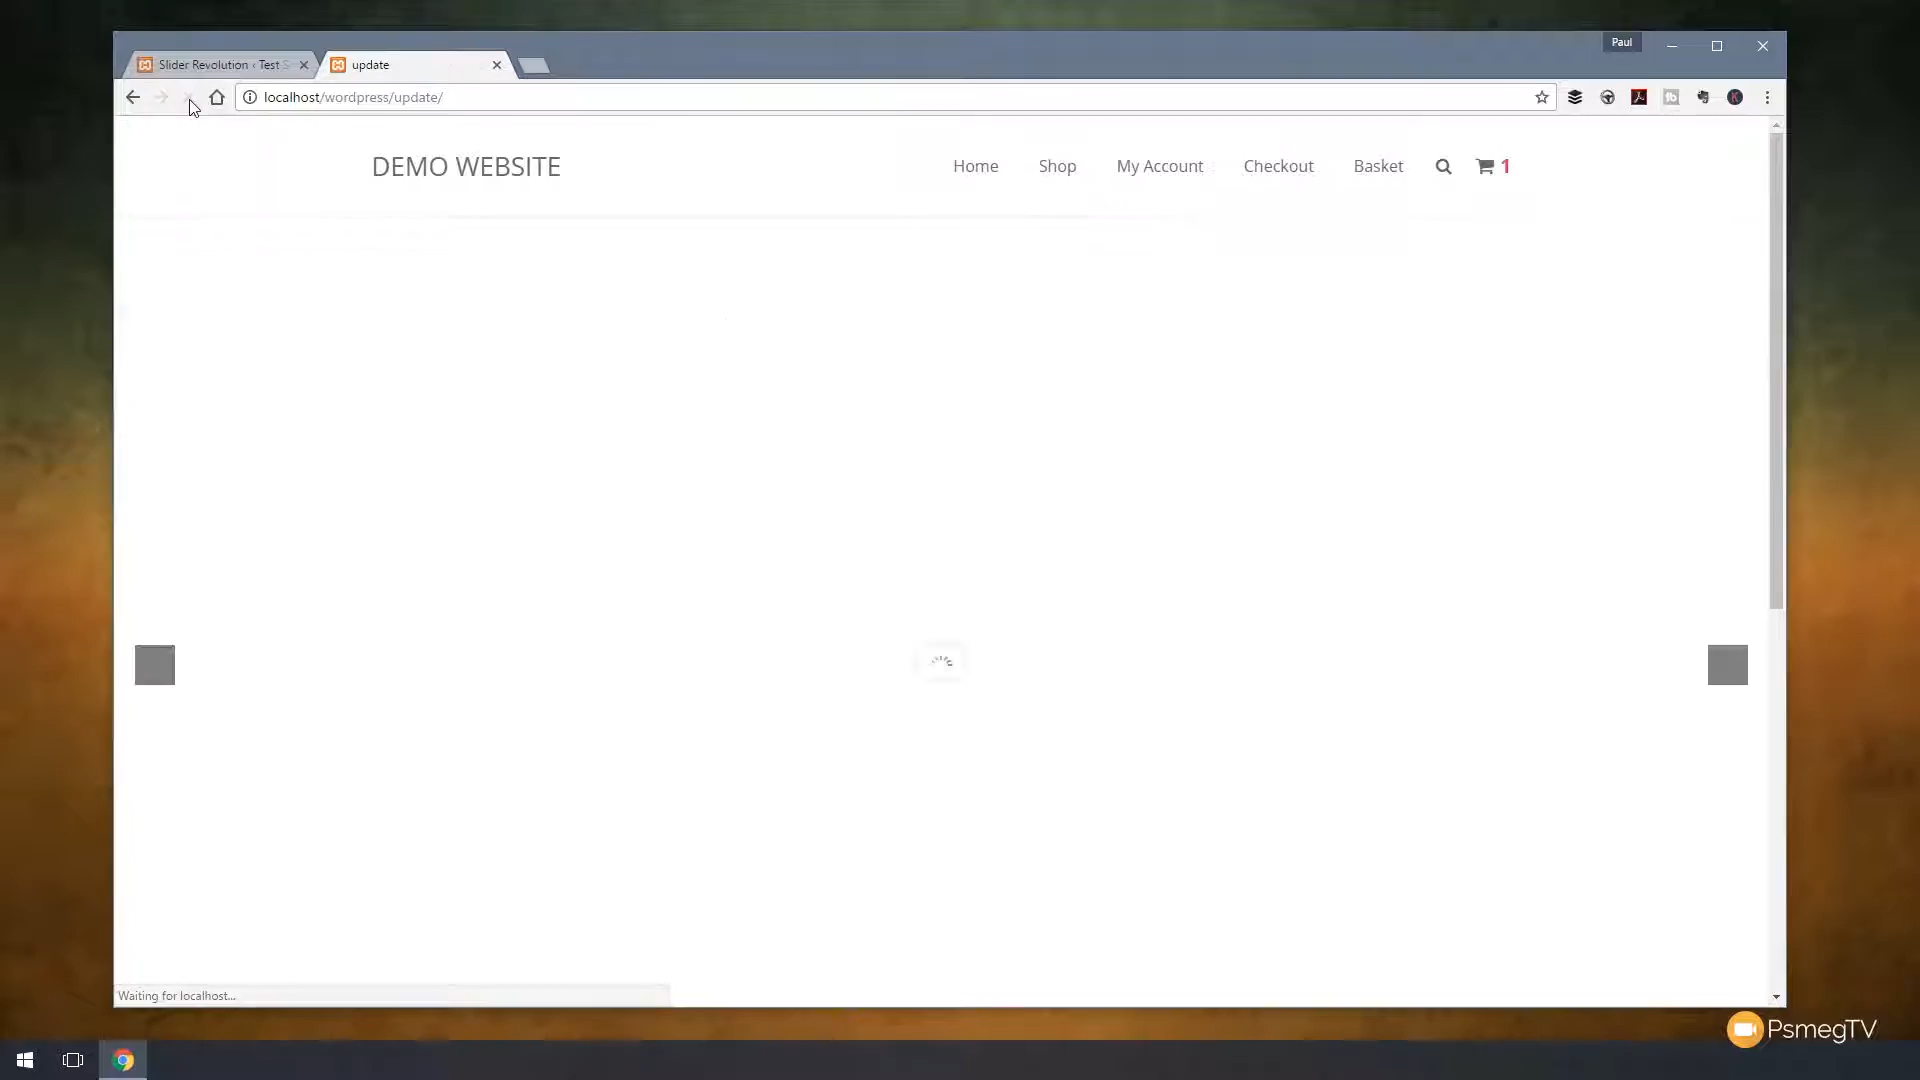 Paul
Slider Revolution ‹ Test S
update
localhost/wordpress/update/
DEMO WEBSITE
Home
Shop
My Account
Checkout
Basket
1
Waiting for localhost...
PsmegTV